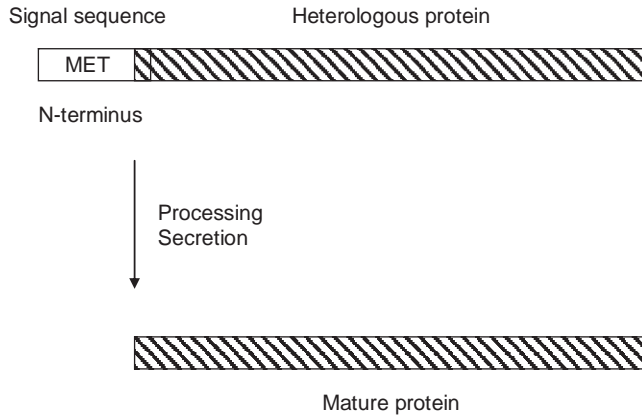 Signal sequence
Heterologous protein
MET
N-terminus
Processing
Secretion
Mature protein